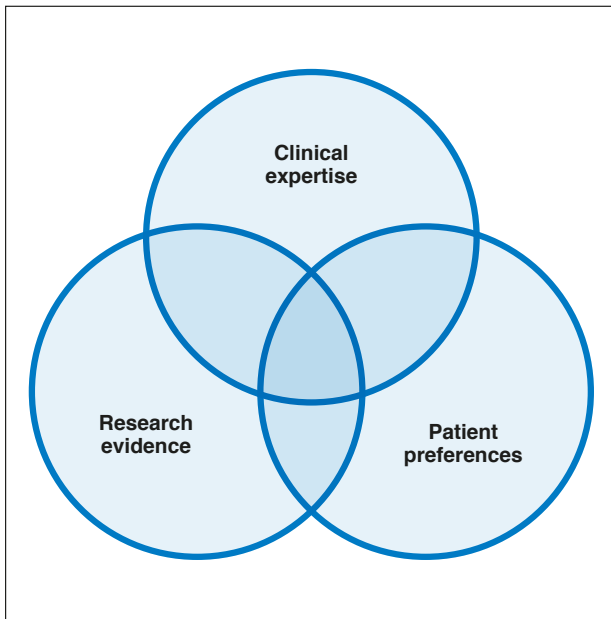 Clinical
expertise
Research
evidence
Patient
preferences